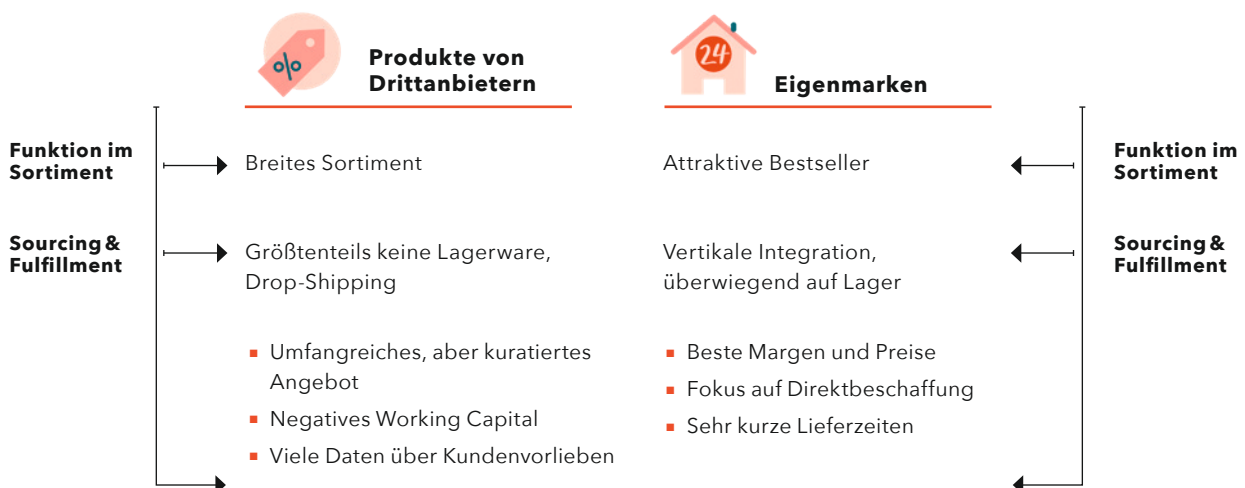 %
Produkte von
Drittanbietern
24
Eigenmarken
Funktion im
Sortiment
Breites Sortiment
Attraktive Bestseller
Funktion im
Sortiment
Sourcing &
Fulfillment
Größtenteils keine Lagerware,
Drop-Shipping
Vertikale Integration,
überwiegend auf Lager
Sourcing &
Fulfillment
Umfangreiches, aber kuratiertes
Angebot
Negatives Working Capital
Viele Daten über Kundenvorlieben
Beste Margen und Preise
Fokus auf Direktbeschaffung
Sehr kurze Lieferzeiten